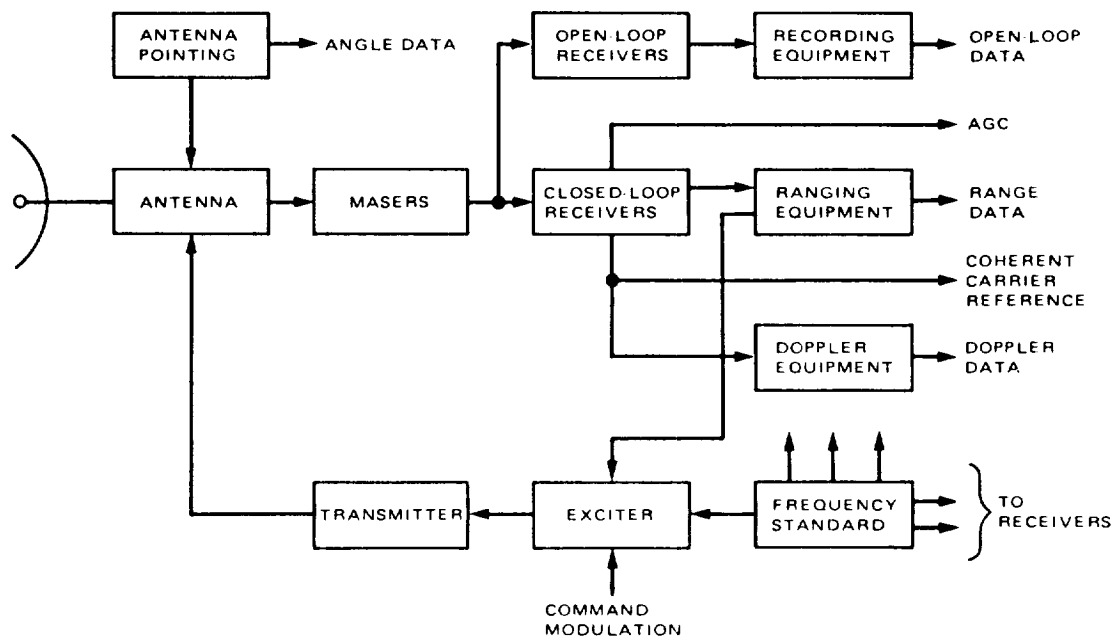 ANTENNA
POINTING
ANGLE DATA
OPEN-LOOP
RECEIVERS
RECORDING
EQUIPMENT
OPEN-LOOP
DATA
AGC
ANTENNA
MASERS
CLOSED-LOOP
RECEIVERS
RANGING
EQUIPMENT
RANGE
DATA
COHERENT
CARRIER
REFERENCE
DOPPLER
EQUIPMENT
DOPPLER
DATA
TRANSMITTER
EXCITER
FREQUENCY
STANDARD
TO
RECEIVERS
COMMAND
MODULATION